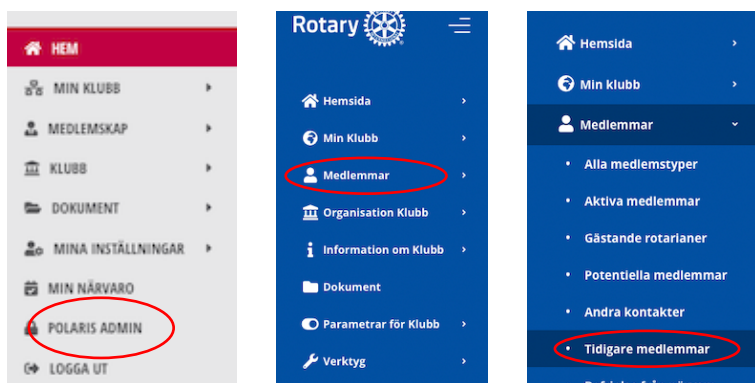 HEM
MIN KLUBB
MEDLEMSKAP
KLUBB
DOKUMENT
MINA INSTÄLLNINGAR
MIN NÄRVARO
POLARIS ADMIN
LOGGA UT
Rotary
Hemsida
Min Klubb
Medlemmar
Organisation Klubb
Information om Klubb
Dokument
Parametrar för Klubb
Verktyg
Hemsida
Min klubb
Medlemmar
• Alla medlemstyper
• Aktiva medlemmar
• Gästande rotarianer
• Potentiella medlemmar
• Andra kontakter
• Tidigare medlemmar